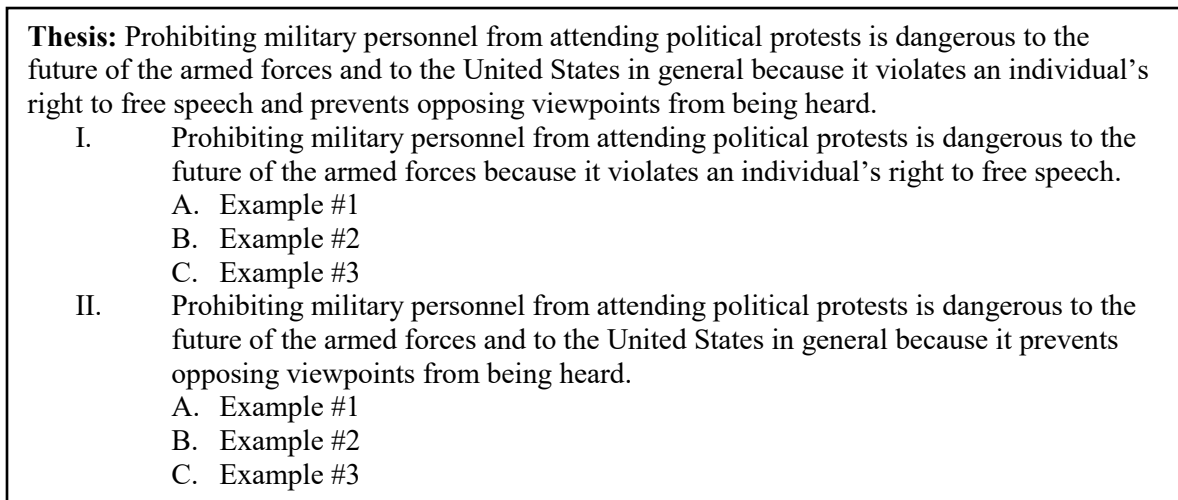 Thesis: Prohibiting military personnel from attending political protests is dangerous to the
future of the armed forces and to the United States in general because it violates an individual’s
right to free speech and prevents opposing viewpoints from being heard.
I. Prohibiting military personnel from attending political protests is dangerous to the
future of the armed forces because it violates an individual’s right to free speech.
A. Example #1
B. Example #2
C. Example #3
II. Prohibiting military personnel from attending political protests is dangerous to the
future of the armed forces and to the United States in general because it prevents
opposing viewpoints from being heard.
A. Example #1
B. Example #2
C. Example #3